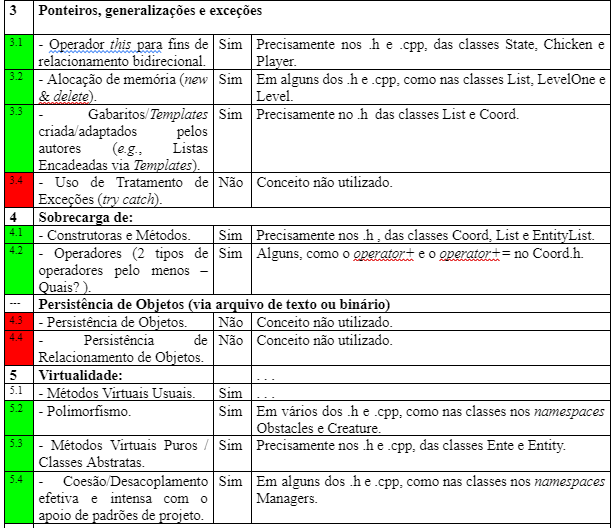 3 Ponteiros, generalizações e exceções
3.1 - Operador this para fins de Sim Precisamente nos .h e .cpp, das classes State, Chicken e
relacionamento bidirecional. Player.
3.2 - Alocação de memória (new Sim Em alguns dos .h e .cpp, como nas classes List, LevelOne e
& delete). Level.
3.3 - Gabaritos/Templates Sim Precisamente no .h das classes List e Coord.
criada/adaptados pelos
autores (e.g., Listas
Encadeadas via Templates).
3.4 - Uso de Tratamento de Não Conceito não utilizado.
Exceções (try catch).
4 Sobrecarga de:
4.1 - Construtoras e Métodos. Sim Precisamente nos .h , das classes Coord, List e EntityList.
4.2 - Operadores (2 tipos de Sim Alguns, como o operator+ e o operator+= no Coord.h.
operadores pelo menos –
Quais? ).
--- Persistência de Objetos (via arquivo de texto ou binário)
4.3 - Persistência de Objetos. Não Conceito não utilizado.
4.4 - Persistência de Não Conceito não utilizado.
Relacionamento de Objetos.
5 Virtualidade: . . .
5.1 - Métodos Virtuais Usuais. Sim . . .
5.2 - Polimorfismo. Sim Em vários dos .h e .cpp, como nas classes nos namespaces
Obstacles e Creature.
5.3 - Métodos Virtuais Puros / Sim Precisamente nos .h e .cpp, das classes Ente e Entity.
Classes Abstratas.
5.4 - Coesão/Desacoplamento Sim Em alguns dos .h e .cpp, como nas classes nos namespaces
efetiva e intensa com o Managers.
apoio de padrões de projeto.